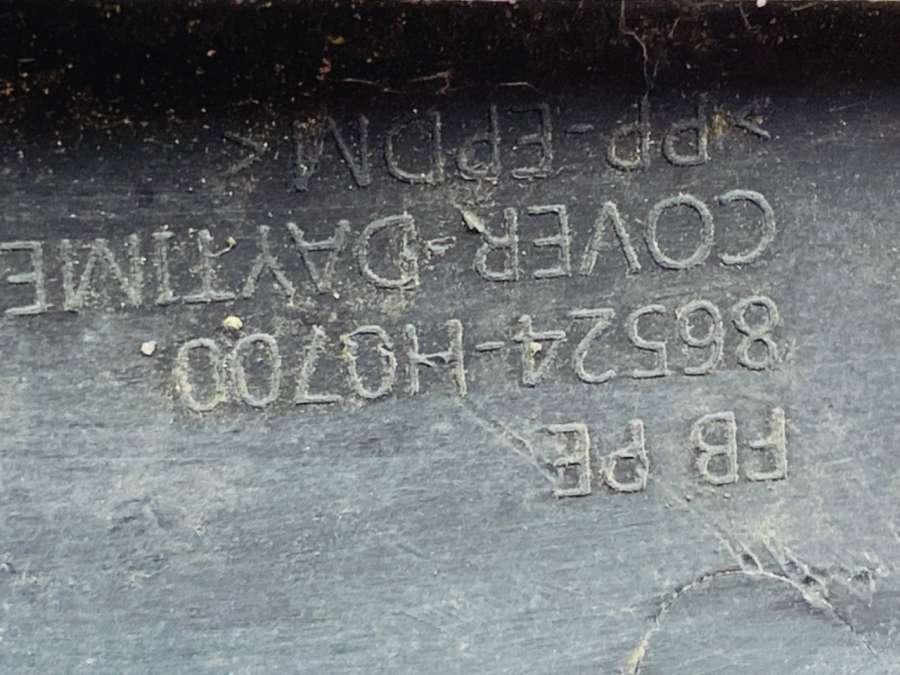 FB PE
86524-H0700
COVER-DAYTIME
<PP-EPDM>